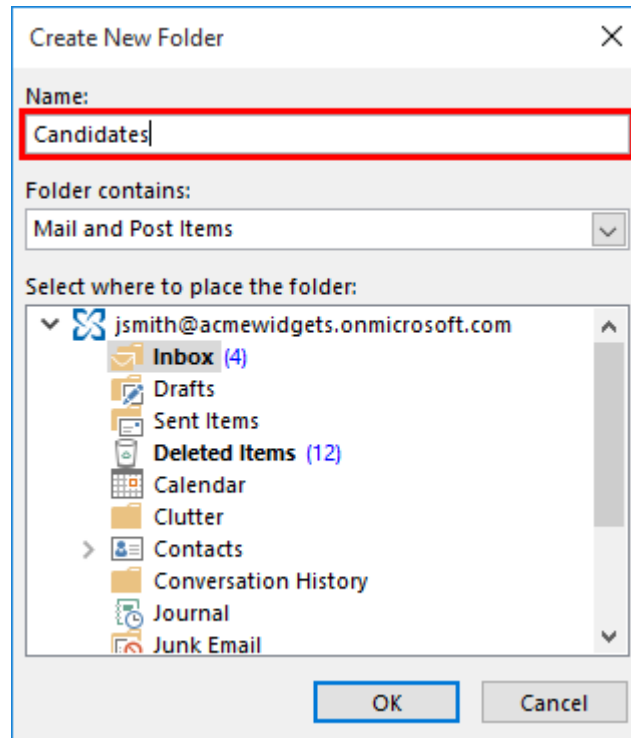 Create New Folder
Name:
Candidates
Folder contains:
Mail and Post Items
Select where to place the folder:
jsmith@acmewidgets.onmicrosoft.com
Inbox (4)
Drafts
Sent Items
Deleted Items (12)
Calendar
Clutter
Contacts
Conversation History
Journal
Junk Email
OK Cancel